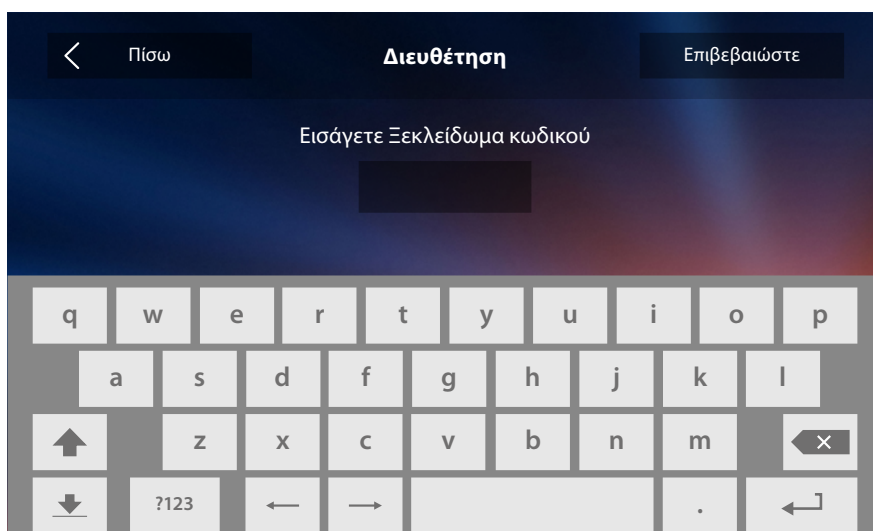 Πίσω
Διευθέτηση
Επιβεβαιώστε
Εισάγετε Ξεκλείδωμα κωδικού
q w e r t y u i o p
a s d f g h j k l
z x c v b n m
?123 .